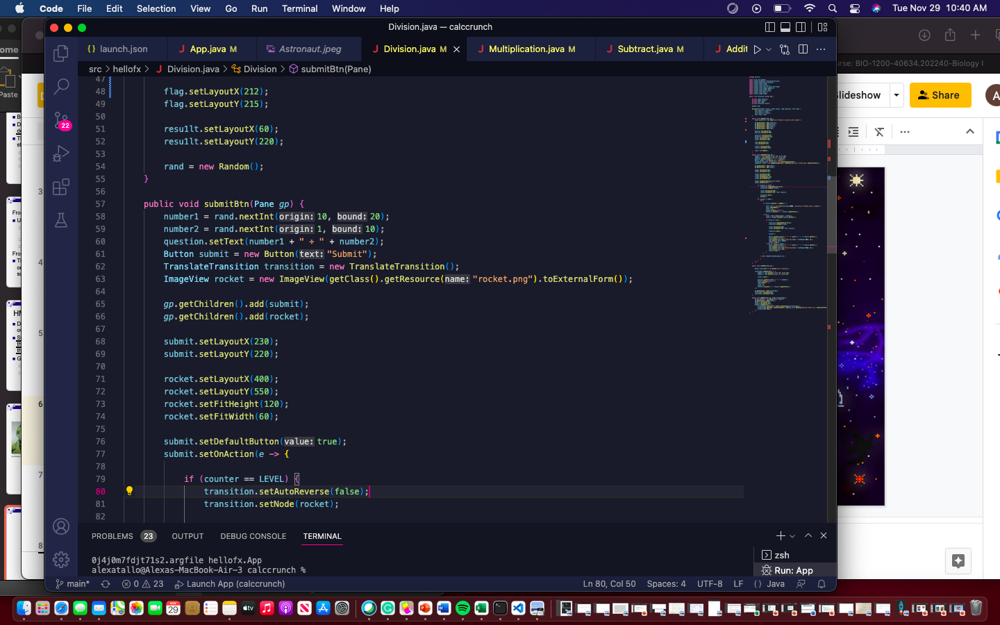 Code File Edit Selection View Go Run Terminal Window Help Tue Nov 29 10:40 AM
Division.java — calccrunch
launch.json J App.java M Astronaut.jpeg J Division.java M J Multiplication.java M J Subtract.java M J Addit
src > hellofx > J Division.java > Division > submitBtn(Pane)
47
48 flag.setLayoutX(212);
49 flag.setLayoutY(215);
50
51 resu1lt.setLayoutX(60);
52 resu1lt.setLayoutY(220);
53
54 rand = new Random();
55 }
56
57 public void submitBtn(Pane gp) {
58 number1 = rand.nextInt(origin: 10, bound: 20);
59 number2 = rand.nextInt(origin: 1, bound: 10);
60 question.setText(number1 + " ÷ " + number2);
61 Button submit = new Button(text: "Submit");
62 TranslateTransition transition = new TranslateTransition();
63 ImageView rocket = new ImageView(getClass().getResource(name: "rocket.png").toExternalForm());
64
65 gp.getChildren().add(submit);
66 gp.getChildren().add(rocket);
67
68 submit.setLayoutX(230);
69 submit.setLayoutY(220);
70
71 rocket.setLayoutX(400);
72 rocket.setLayoutY(550);
73 rocket.setFitHeight(120);
74 rocket.setFitWidth(60);
75
76 submit.setDefaultButton(value: true);
77 submit.setOnAction(e -> {
78
79 if (counter == LEVEL) {
80 transition.setAutoReverse(false);
81 transition.setNode(rocket);
82
PROBLEMS 23 OUTPUT DEBUG CONSOLE TERMINAL
0j4j0m7fdjt71s2.argfile hellofx.App
alexatallo@Alexas-MacBook-Air-3 calccrunch %
zsh
Run: App
main* 0 23 Launch App (calccrunch) Ln 80, Col 50 Spaces: 4 UTF-8 LF {} Java
22
ome
Paste
3
4
5
6
7
8
urse: BIO-1200-40634.202240-Biology I
lideshow
Share
A